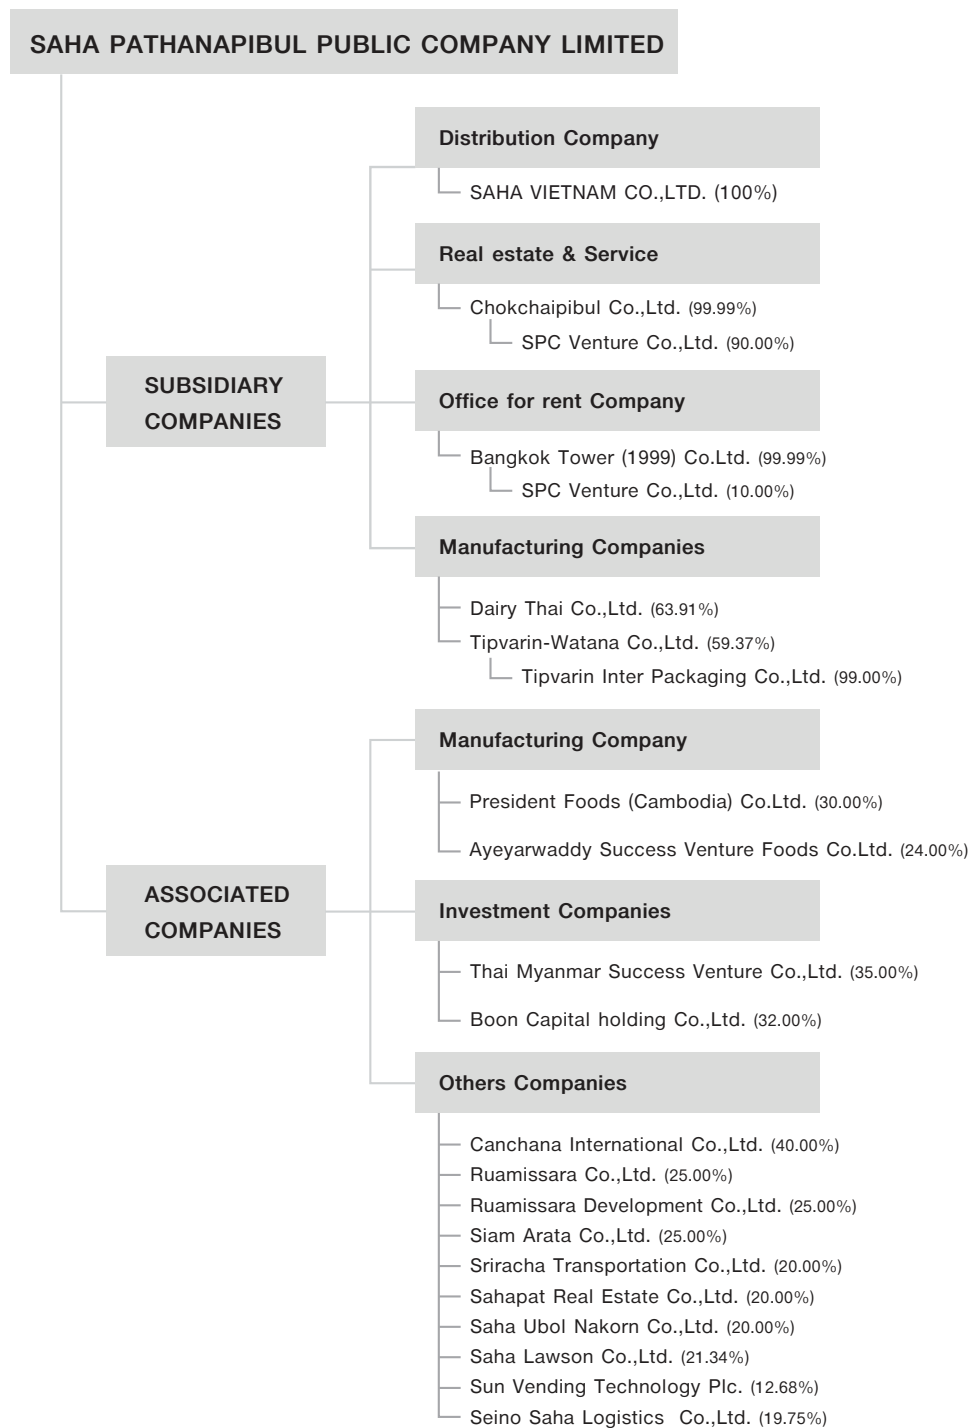 SAHA PATHANAPIBUL PUBLIC COMPANY LIMITED
SUBSIDIARY
COMPANIES
Distribution Company
SAHA VIETNAM CO.,LTD. (100%)
Real estate & Service
Chokchaipibul Co.,Ltd. (99.99%)
SPC Venture Co.,Ltd. (90.00%)
Office for rent Company
Bangkok Tower (1999) Co.Ltd. (99.99%)
SPC Venture Co.,Ltd. (10.00%)
Manufacturing Companies
Dairy Thai Co.,Ltd. (63.91%)
Tipvarin-Watana Co.,Ltd. (59.37%)
Tipvarin Inter Packaging Co.,Ltd. (99.00%)
ASSOCIATED
COMPANIES
Manufacturing Company
President Foods (Cambodia) Co.Ltd. (30.00%)
Ayeyarwaddy Success Venture Foods Co.Ltd. (24.00%)
Investment Companies
Thai Myanmar Success Venture Co.,Ltd. (35.00%)
Boon Capital holding Co.,Ltd. (32.00%)
Others Companies
Canchana International Co.,Ltd. (40.00%)
Ruamissara Co.,Ltd. (25.00%)
Ruamissara Development Co.,Ltd. (25.00%)
Siam Arata Co.,Ltd. (25.00%)
Sriracha Transportation Co.,Ltd. (20.00%)
Sahapat Real Estate Co.,Ltd. (20.00%)
Saha Ubol Nakorn Co.,Ltd. (20.00%)
Saha Lawson Co.,Ltd. (21.34%)
Sun Vending Technology Plc. (12.68%)
Seino Saha Logistics Co.,Ltd. (19.75%)